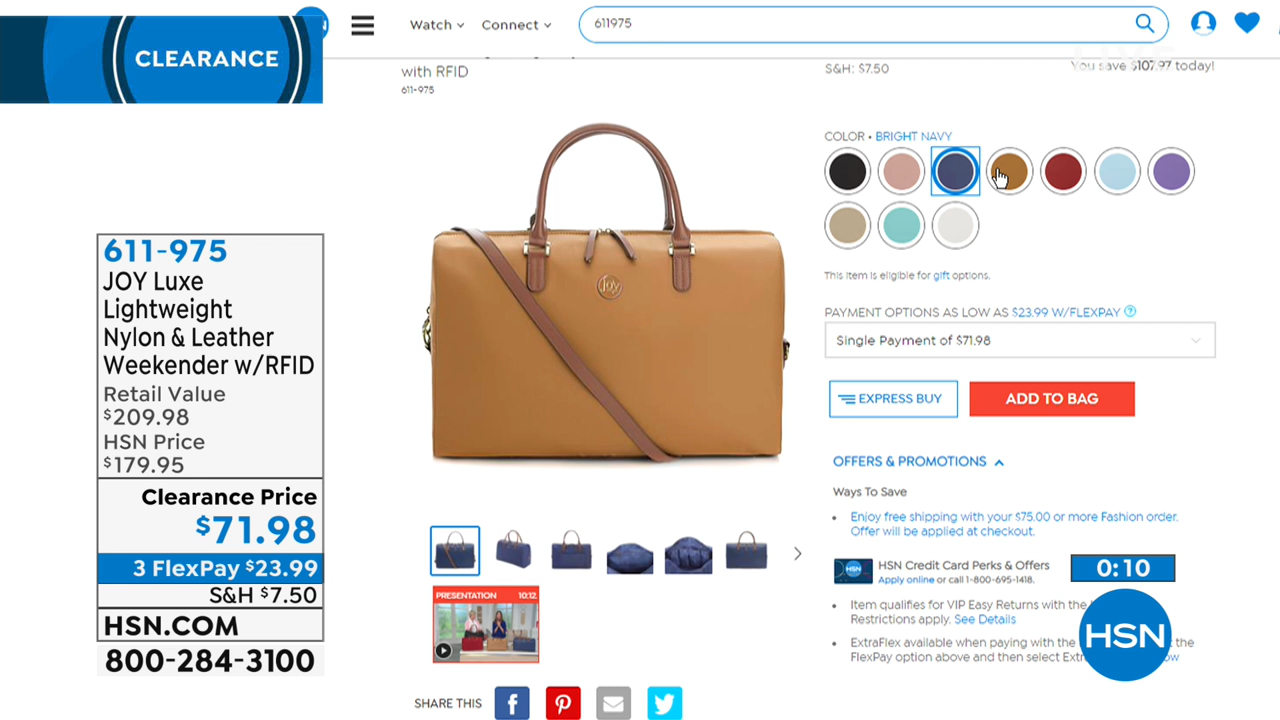 CLEARANCE
Watch
Connect
611975
with RFID
611-975
S&H: $7.50
You save $107.97 today!
COLOR • BRIGHT NAVY
This item is eligible for gift options.
PAYMENT OPTIONS AS LOW AS $23.99 W/FLEXPAY
Single Payment of $71.98
EXPRESS BUY
ADD TO BAG
OFFERS & PROMOTIONS
Ways To Save
• Enjoy free shipping with your $75.00 or more Fashion order.
Offer will be applied at checkout.
HSN Credit Card Perks & Offers
Apply online or call 1-800-695-1418.
• Item qualifies for VIP Easy Returns with the
Restrictions apply. See Details
• ExtraFlex available when paying with the the
FlexPay option above and then select
0:10
HSN
Joy
PRESENTATION 10:12
SHARE THIS
611-975
JOY Luxe
Lightweight
Nylon & Leather
Weekender w/RFID
Retail Value
$209.98
HSN Price
$179.95
Clearance Price
$71.98
3 FlexPay $23.99
S&H $7.50
HSN.COM
800-284-3100